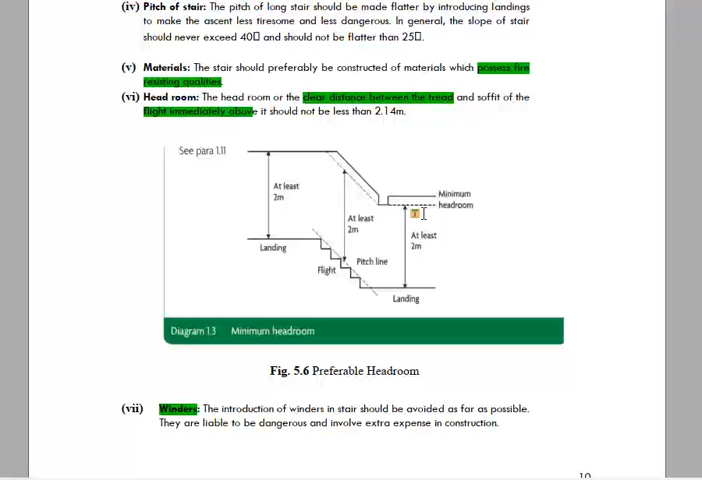 (iv) Pitch of stair: The pitch of long stair should be made flatter by introducing landings
to make the ascent less tiresome and less dangerous. In general, the slope of stair
should never exceed 40 and should not be flatter than 25.
(v) Materials: The stair should preferably be constructed of materials which possess fire
resisting qualities.
(vi) Head room: The head room or the clear distance between the tread and soffit of the
flight immediately above it should not be less than 2.14m.
See para 1.11
At least
2m
Minimum
headroom
T
At least
2m
At least
2m
Landing
Pitch line
Flight
Landing
Diagram 1.3 Minimum headroom
Fig. 5.6 Preferable Headroom
(vii) Winders: The introduction of winders in stair should be avoided as far as possible.
They are liable to be dangerous and involve extra expense in construction.